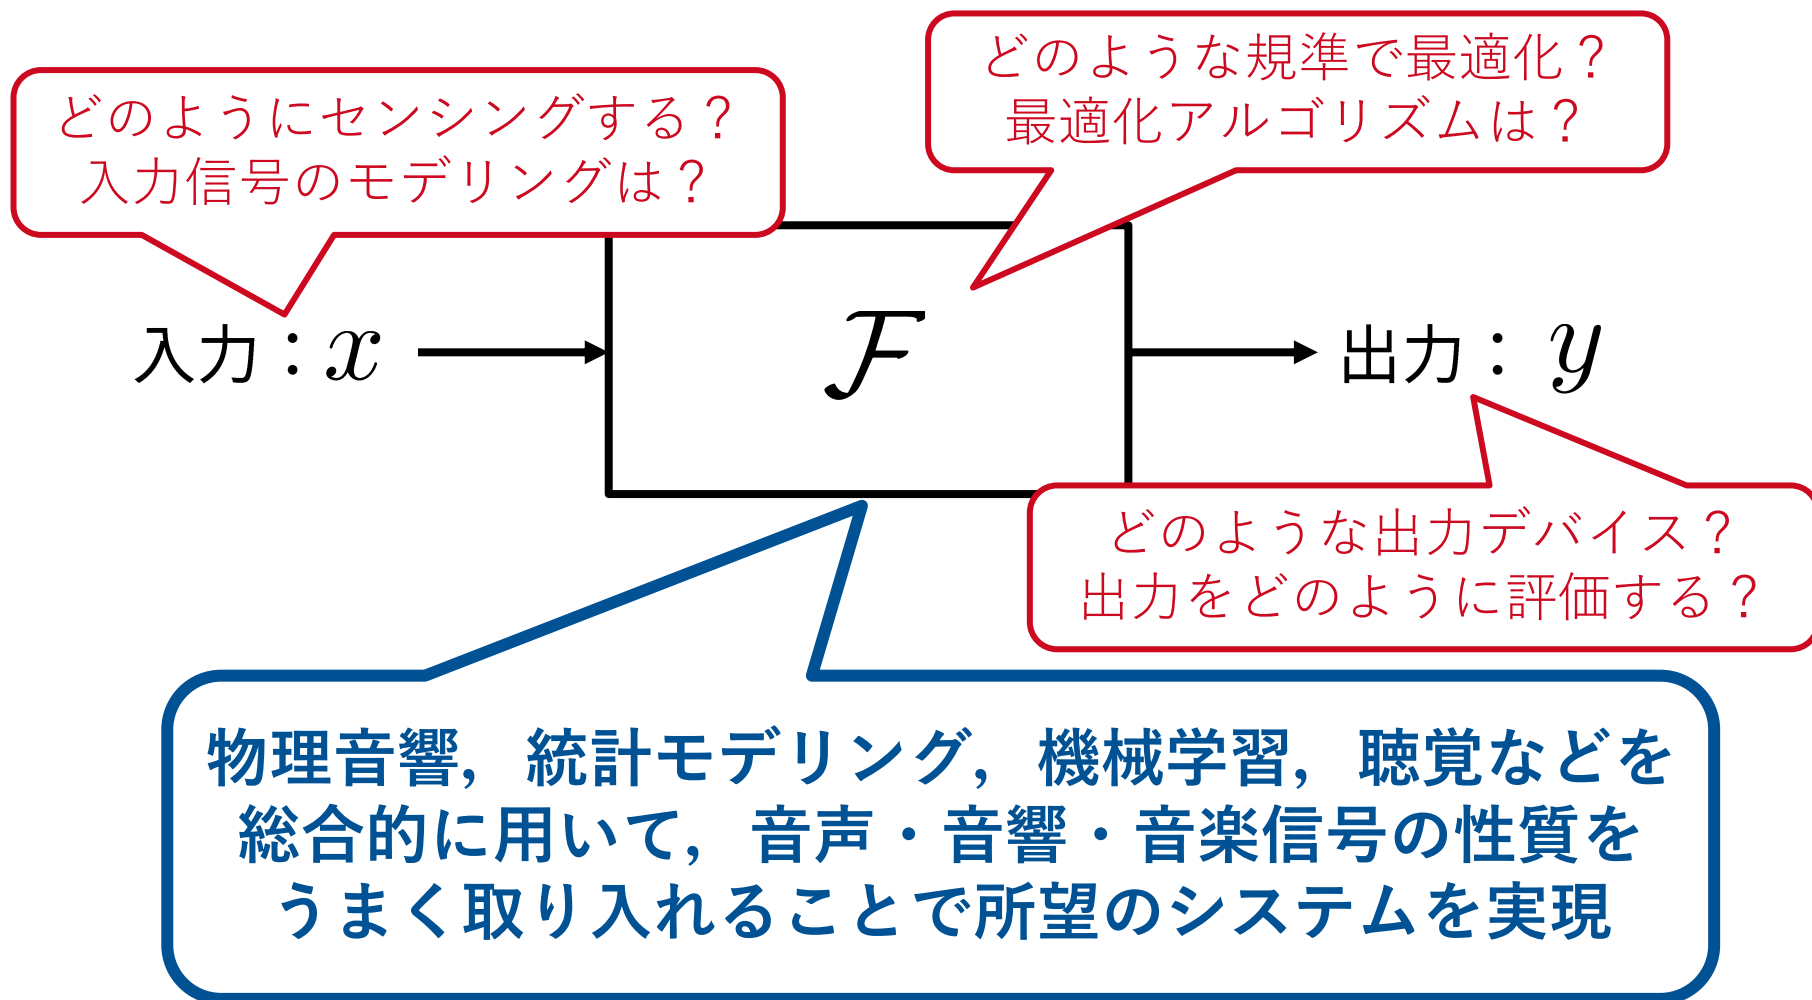 どのような規準で最適化？
最適化アルゴリズムは？
どのようにセンシングする？
入力信号のモデリングは？
入力：x
F
出力：y
どのような出力デバイス？
出力をどのように評価する？
物理音響，統計モデリング，機械学習，聴覚などを
総合的に用いて，音声・音響・音楽信号の性質を
うまく取り入れることで所望のシステムを実現